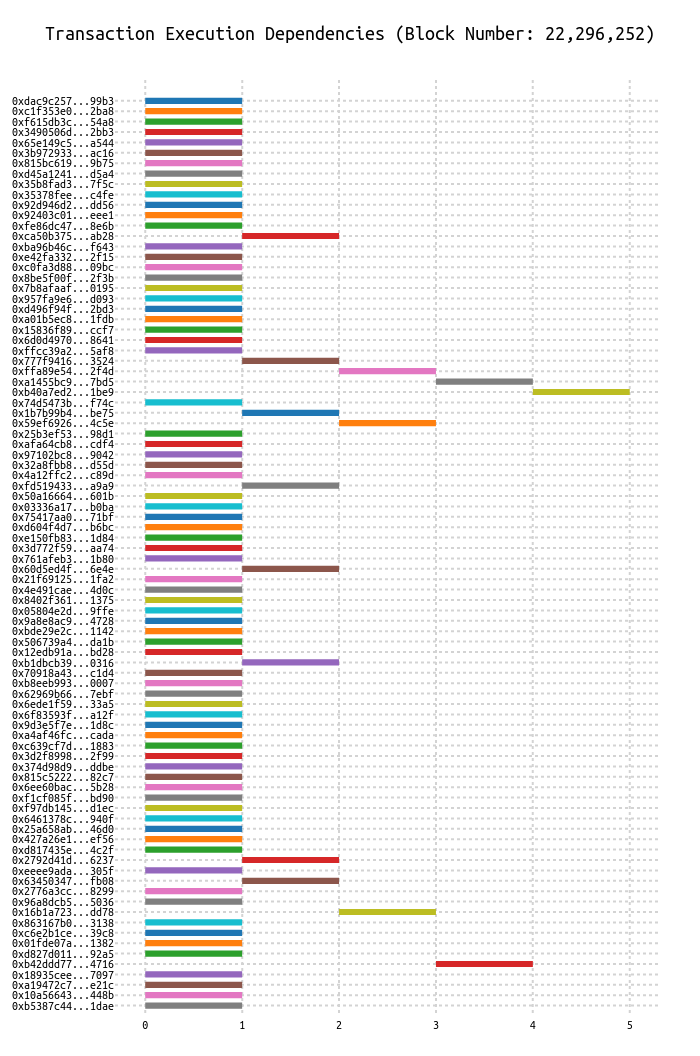 Transaction Execution Dependencies (Block Number: 22,296,252)
0xdac9c257...99b3
0xc1f353e0...2ba8
0xf615db3c...54a8
0x3490506d...2bb3
0x65e149c5...a544
0x3b972933...ac16
0x815bc619...9b75
0xd45a1241...d5a4
0x35b8fad3...7f5c
0x35378fee...c4fe
0x92d946d2...dd56
0x92403c01...eee1
0xfe86dc47...8e6b
0xca50b375...ab28
0xba96b46c...f643
0xe42fa332...2f15
0xc0fa3d88...09bc
0x8be5f00f...2f3b
0x7b8afaaf...0195
0x957fa9e6...d093
0xd496f94f...2bd3
0xa01b5ec8...1fdb
0x15836f89...ccf7
0x6d0d4970...8641
0xffcc39a2...5af8
0x777f9416...3524
0xffa89e54...2f4d
0xa1455bc9...7bd5
0xb40a7ed2...1be9
0x74d5473b...f74c
0x1b7b99b4...be75
0x59ef6926...4c5e
0x25b3ef53...98d1
0xafa64cb8...cdf4
0x97102bc8...9042
0x32a8fbb8...d55d
0x4a12ffc2...c89d
0xfd519433...a9a9
0x50a16664...601b
0x03336a17...b0ba
0x75417aa0...71bf
0xd604f4d7...b6bc
0xe150fb83...1d84
0x3d772f59...aa74
0x761afeb3...1b80
0x60d5ed4f...6e4e
0x21f69125...1fa2
0x4e491cae...4d0c
0x8402f361...1375
0x05804e2d...9ffe
0x9a8e8ac9...4728
0xbde29e2c...1142
0x506739a4...da1b
0x12edb91a...bd28
0xb1dbcb39...0316
0x70918a43...c1d4
0xb8eeb993...0007
0x62969b66...7ebf
0x6ede1f59...33a5
0x6f83593f...a12f
0x9d3e5f7e...1d8c
0xa4af46fc...cada
0xc639cf7d...1883
0x3d2f8998...2f99
0x374d98d9...ddbe
0x815c5222...82c7
0x6ee60bac...5b28
0xf1cf085f...bd90
0xf97db145...d1ec
0x6461378c...940f
0x25a658ab...46d0
0x427a26e1...ef56
0xd817435e...4c2f
0x2792d41d...6237
0xeeee9ada...305f
0x63450347...fb08
0x2776a3cc...8299
0x96a8dcb5...5036
0x16b1a723...dd78
0x863167b0...3138
0xc6e2b1ce...39c8
0x01fde07a...1382
0xd827d011...92a5
0xb42ddd77...4716
0x18935cee...7097
0xa19472c7...e21c
0x10a56643...448b
0xb5387c44...1dae
0 1 2 3 4 5